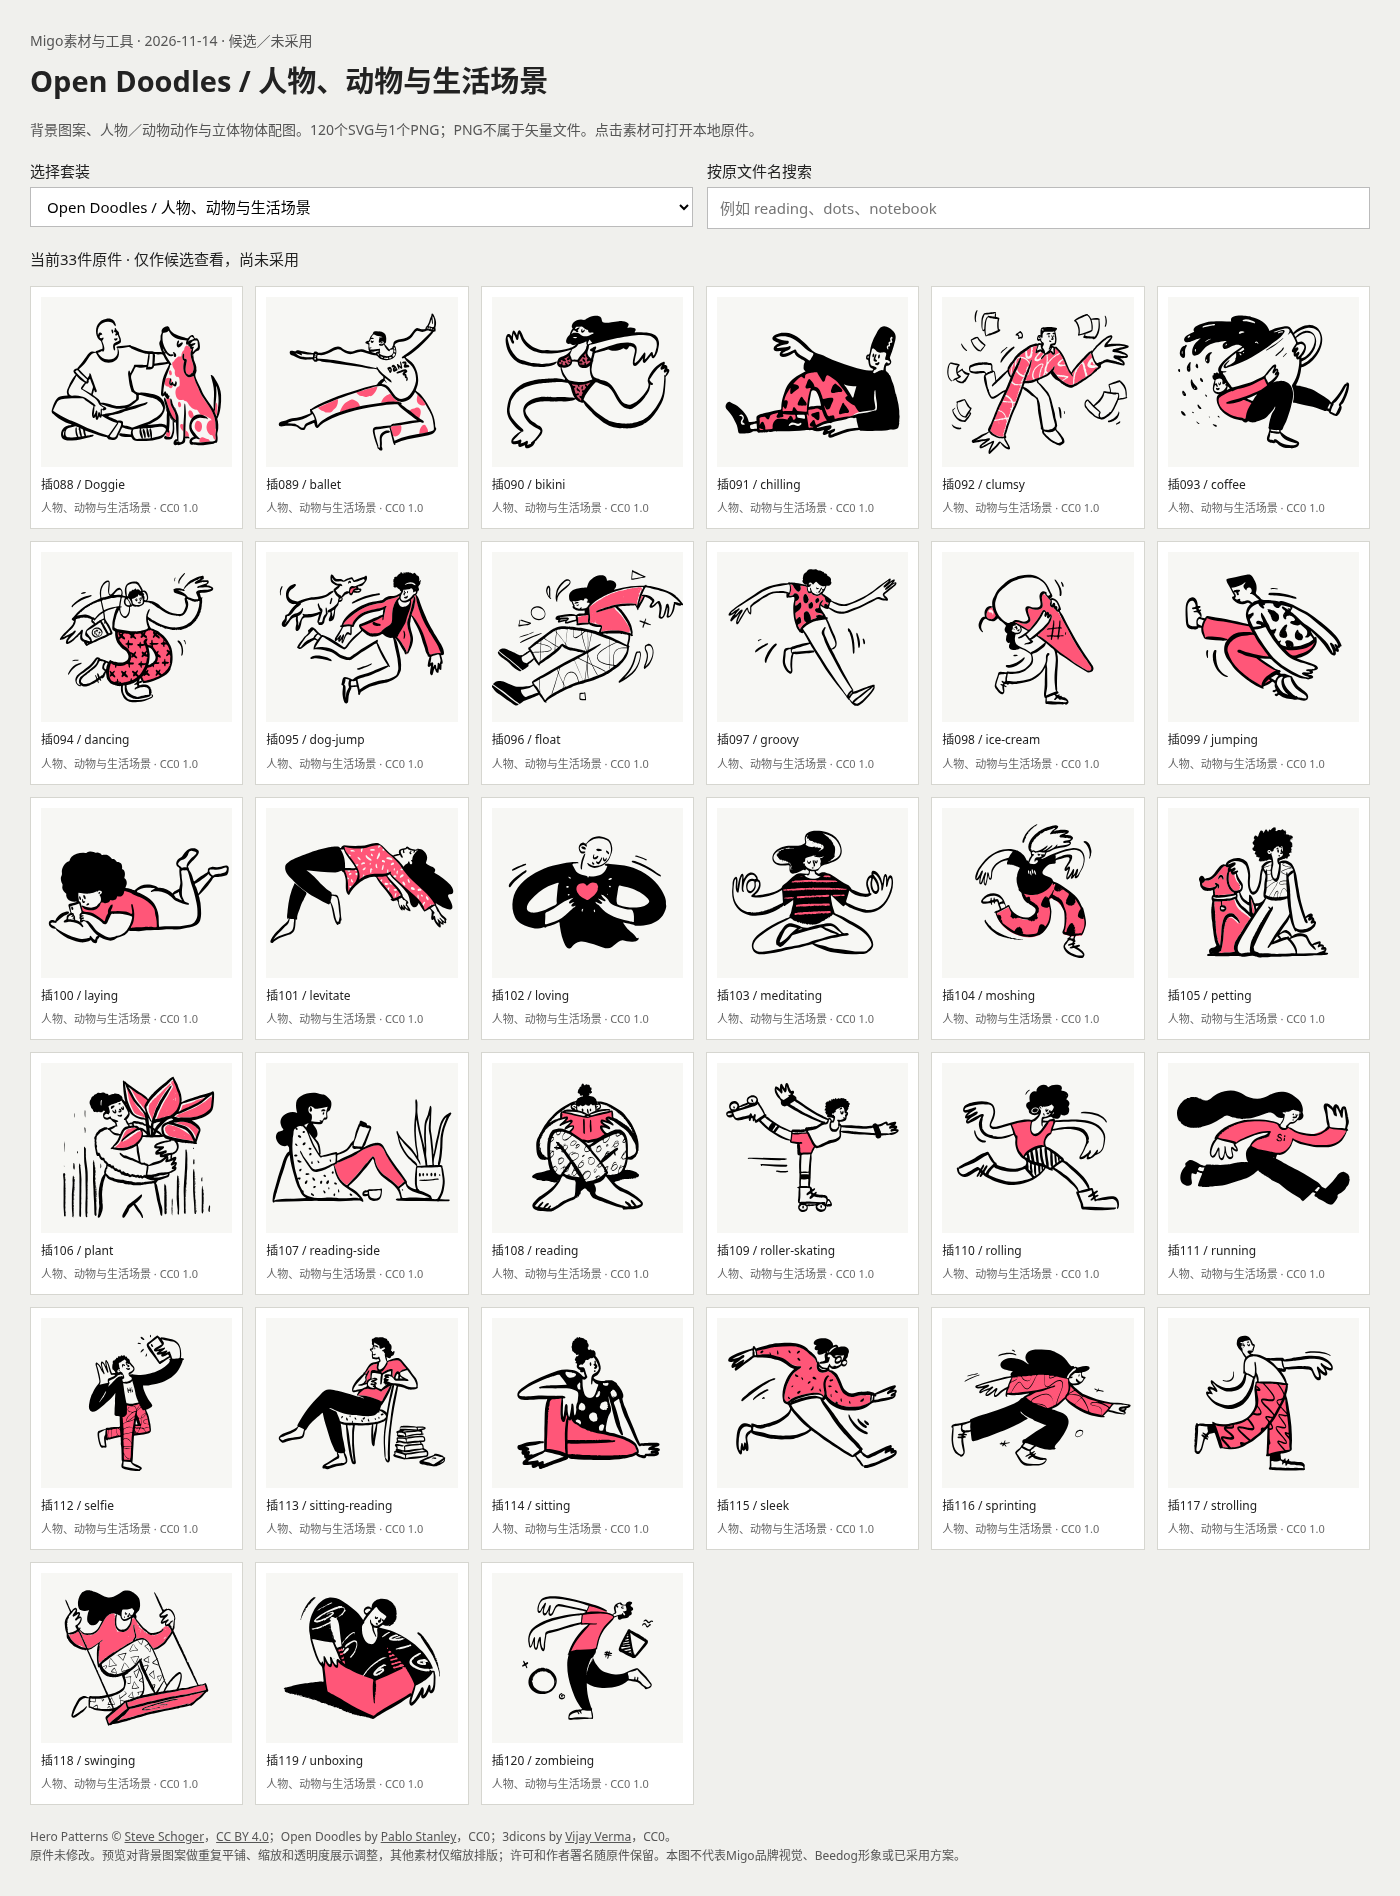 Migo素材与工具 · 2026-11-14 · 候选／未采用
Open Doodles / 人物、动物与生活场景
背景图案、人物／动物动作与立体物体配图。120个SVG与1个PNG；PNG不属于矢量文件。点击素材可打开本地原件。
选择套装
按原文件名搜索
Open Doodles / 人物、动物与生活场景
例如 reading、dots、notebook
当前33件原件 · 仅作候选查看，尚未采用
DANZ
插088 / Doggie
人物、动物与生活场景 · CC0 1.0
插089 / ballet
人物、动物与生活场景 · CC0 1.0
插090 / bikini
人物、动物与生活场景 · CC0 1.0
插091 / chilling
人物、动物与生活场景 · CC0 1.0
插092 / clumsy
人物、动物与生活场景 · CC0 1.0
插093 / coffee
人物、动物与生活场景 · CC0 1.0
插094 / dancing
人物、动物与生活场景 · CC0 1.0
插095 / dog-jump
人物、动物与生活场景 · CC0 1.0
插096 / float
人物、动物与生活场景 · CC0 1.0
插097 / groovy
人物、动物与生活场景 · CC0 1.0
插098 / ice-cream
人物、动物与生活场景 · CC0 1.0
插099 / jumping
人物、动物与生活场景 · CC0 1.0
插100 / laying
人物、动物与生活场景 · CC0 1.0
插101 / levitate
人物、动物与生活场景 · CC0 1.0
插102 / loving
人物、动物与生活场景 · CC0 1.0
插103 / meditating
人物、动物与生活场景 · CC0 1.0
插104 / moshing
人物、动物与生活场景 · CC0 1.0
插105 / petting
人物、动物与生活场景 · CC0 1.0
插106 / plant
人物、动物与生活场景 · CC0 1.0
插107 / reading-side
人物、动物与生活场景 · CC0 1.0
插108 / reading
人物、动物与生活场景 · CC0 1.0
插109 / roller-skating
人物、动物与生活场景 · CC0 1.0
插110 / rolling
人物、动物与生活场景 · CC0 1.0
Si
插111 / running
人物、动物与生活场景 · CC0 1.0
Hi
插112 / selfie
人物、动物与生活场景 · CC0 1.0
插113 / sitting-reading
人物、动物与生活场景 · CC0 1.0
插114 / sitting
人物、动物与生活场景 · CC0 1.0
插115 / sleek
人物、动物与生活场景 · CC0 1.0
插116 / sprinting
人物、动物与生活场景 · CC0 1.0
插117 / strolling
人物、动物与生活场景 · CC0 1.0
插118 / swinging
人物、动物与生活场景 · CC0 1.0
插119 / unboxing
人物、动物与生活场景 · CC0 1.0
插120 / zombieing
人物、动物与生活场景 · CC0 1.0
Hero Patterns © Steve Schoger，CC BY 4.0；Open Doodles by Pablo Stanley，CC0；3dicons by Vijay Verma，CC0。
原件未修改。预览对背景图案做重复平铺、缩放和透明度展示调整，其他素材仅缩放排版；许可和作者署名随原件保留。本图不代表Migo品牌视觉、Beedog形象或已采用方案。